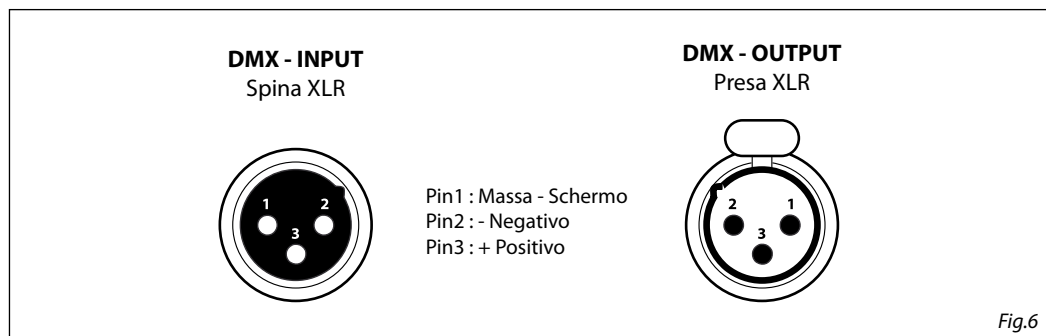 DMX - INPUT
Spina XLR
DMX - OUTPUT
Presa XLR
1
2
3
Pin1 : Massa - Schermo
Pin2 : - Negativo
Pin3 : + Positivo
2
1
3
Fig.6